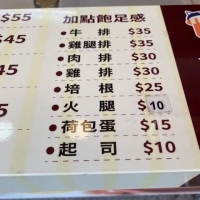 $55
$45
$45
加點飽足感
牛 排 $35
雞腿排 $35
肉 排 $30
雞 排 $30
培 根 $25
火 腿 $10
荷包蛋 $15
起 司 $10